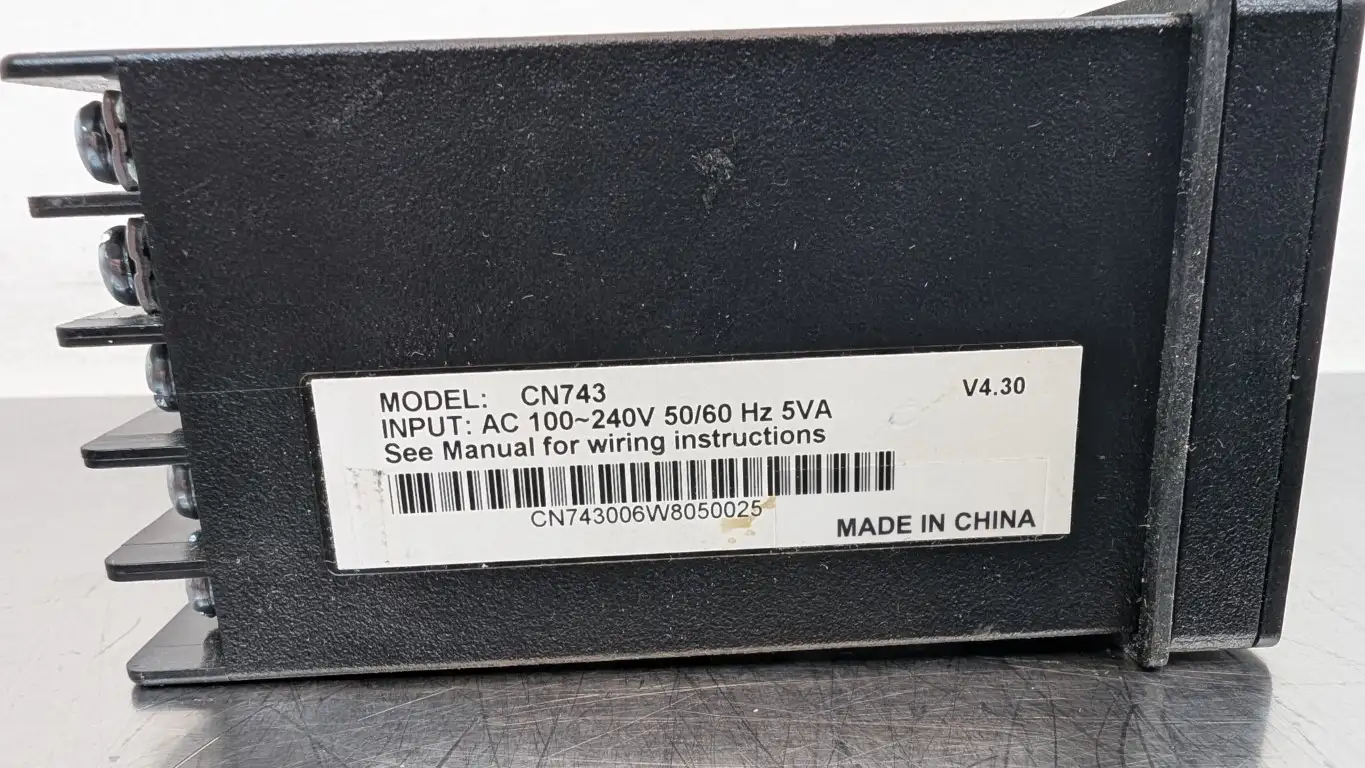 MODEL: CN743
V4.30
INPUT: AC 100~240V 50/60 Hz 5VA
See Manual for wiring instructions
CN743006W8050025
MADE IN CHINA